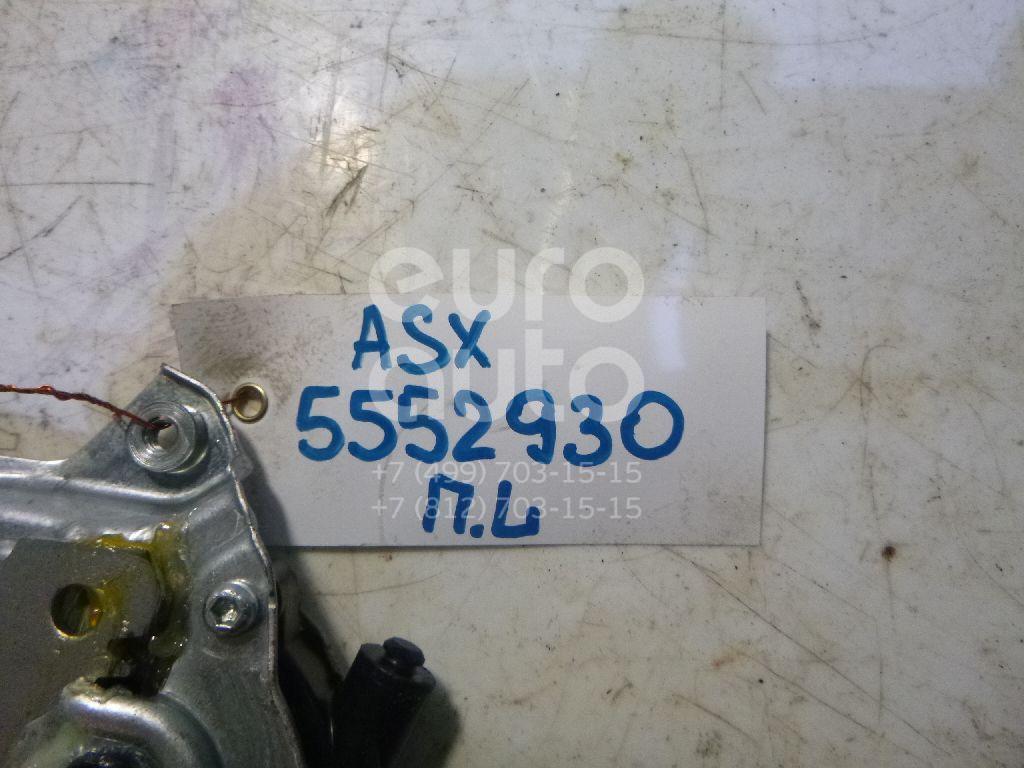 euro
auto
ASX
5552930
+7 (499) 703-15-15
+7 (812) 703-15-15
П.L